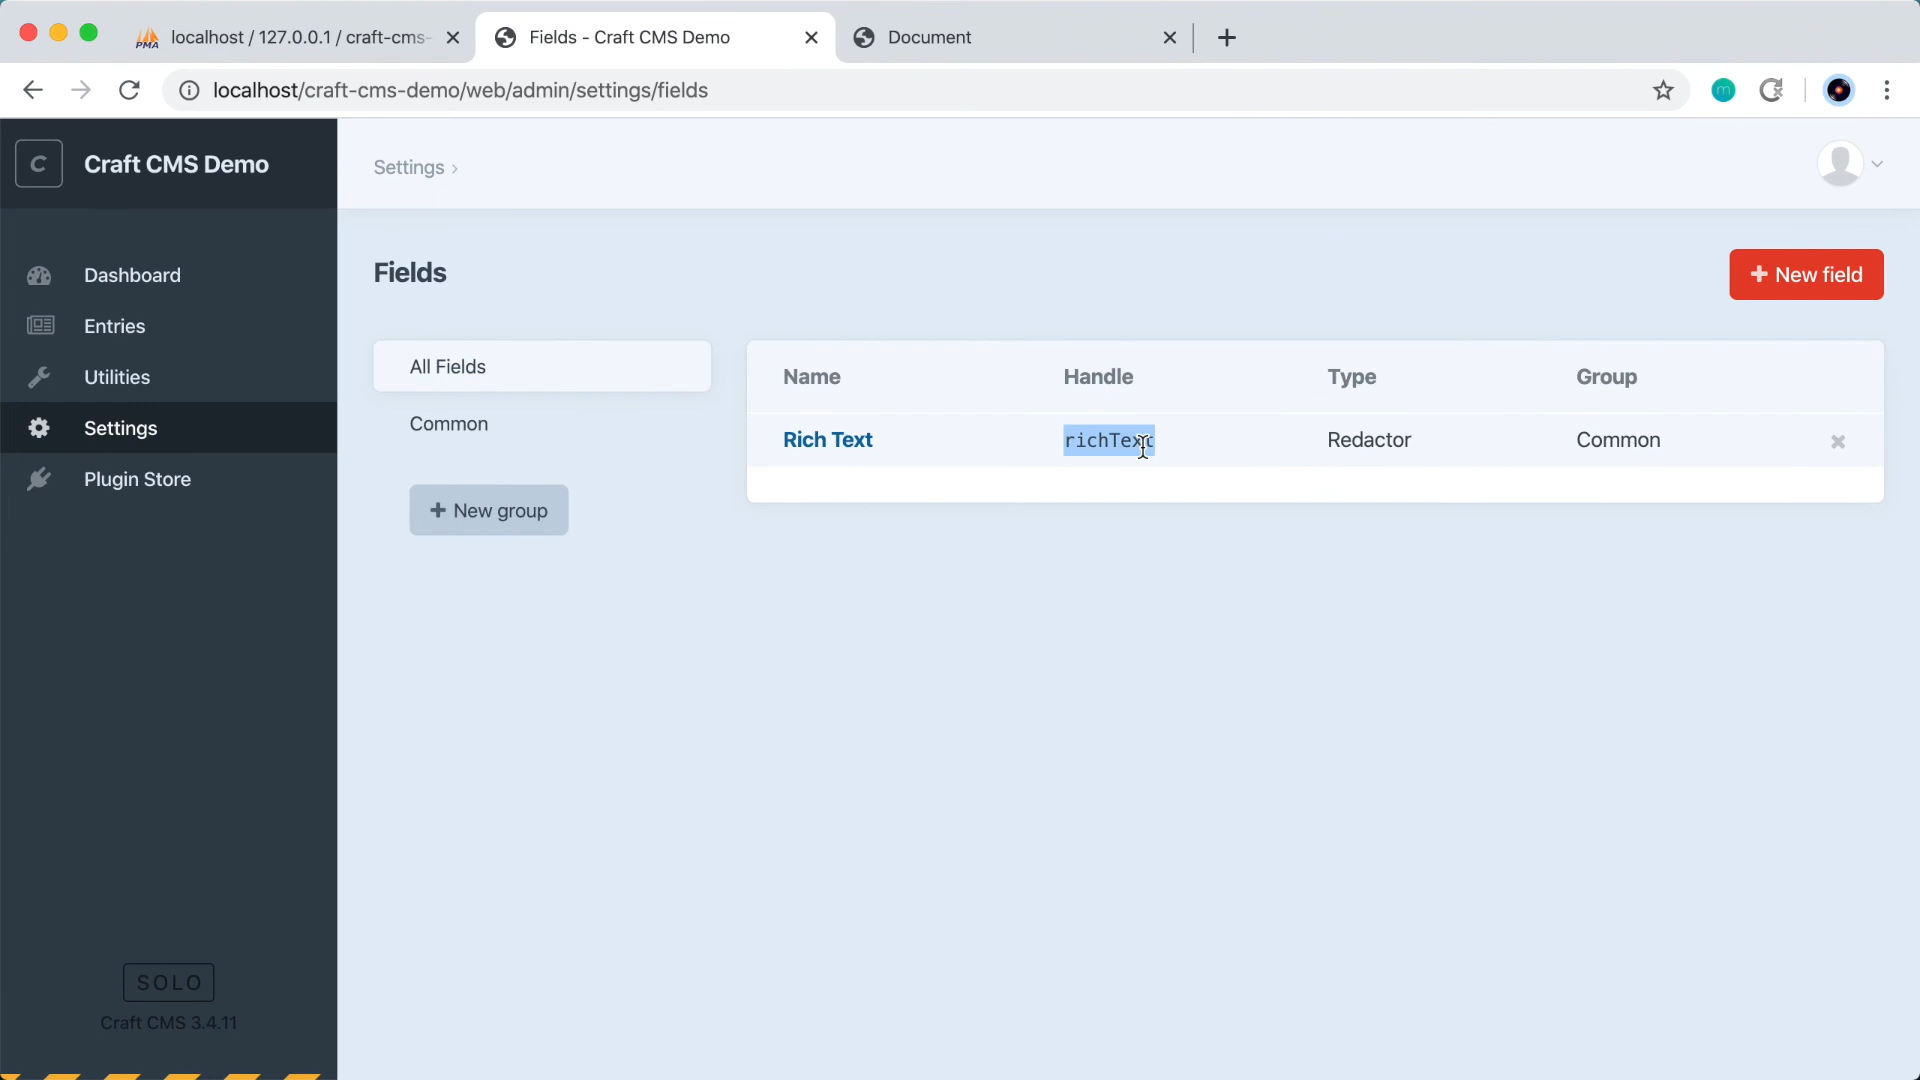 localhost / 127.0.0.1 / craft-cms-
Fields - Craft CMS Demo
Document
localhost/craft-cms-demo/web/admin/settings/fields
C
Craft CMS Demo
Settings
Dashboard
Entries
Utilities
Settings
Plugin Store
Fields
New field
All Fields
Common
New group
Name Handle Type Group
Rich Text richText Redactor Common
SOLO
Craft CMS 3.4.11
PMA
m